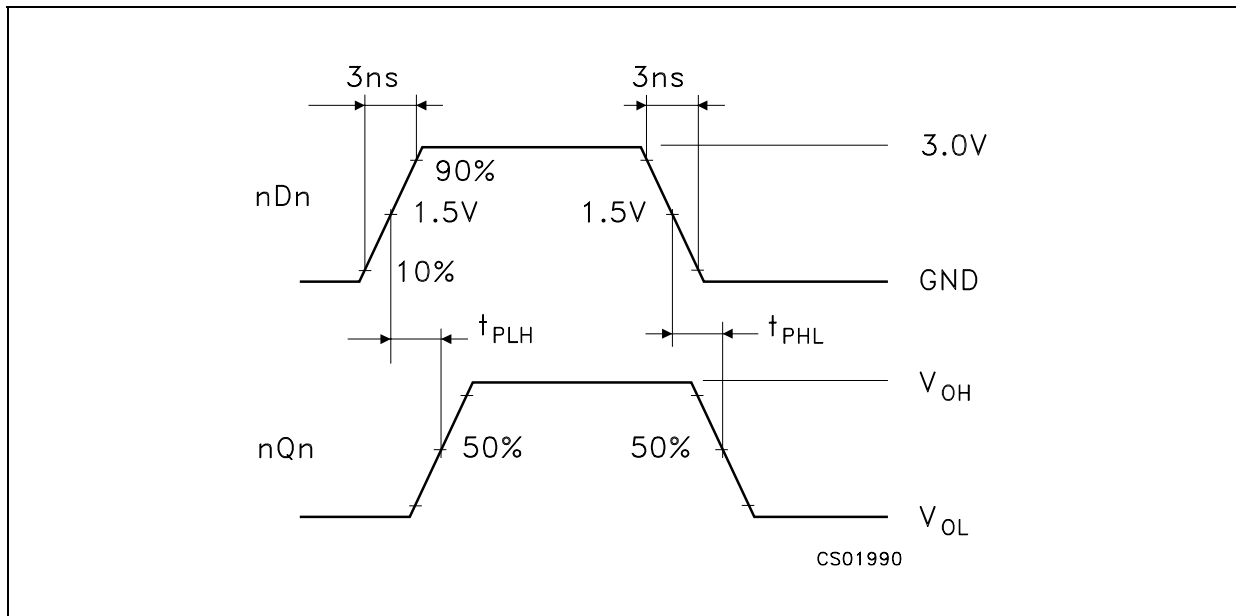 3ns 3ns
3.0V
90%
nDn
1.5V 1.5V
10%
GND
tPLH tPHL
VOH
nQn 50% 50%
VOL
CS01990